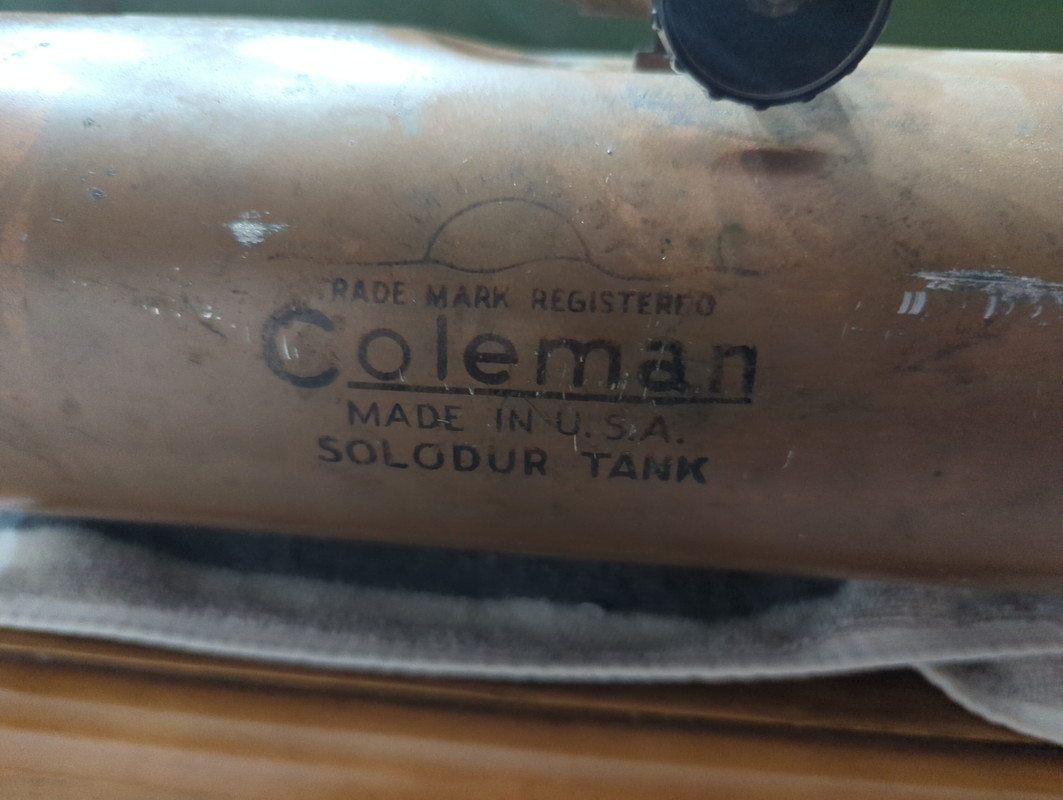 TRADE MARK REGISTERED
Coleman
MADE IN U.S.A.
SOLODUR TANK